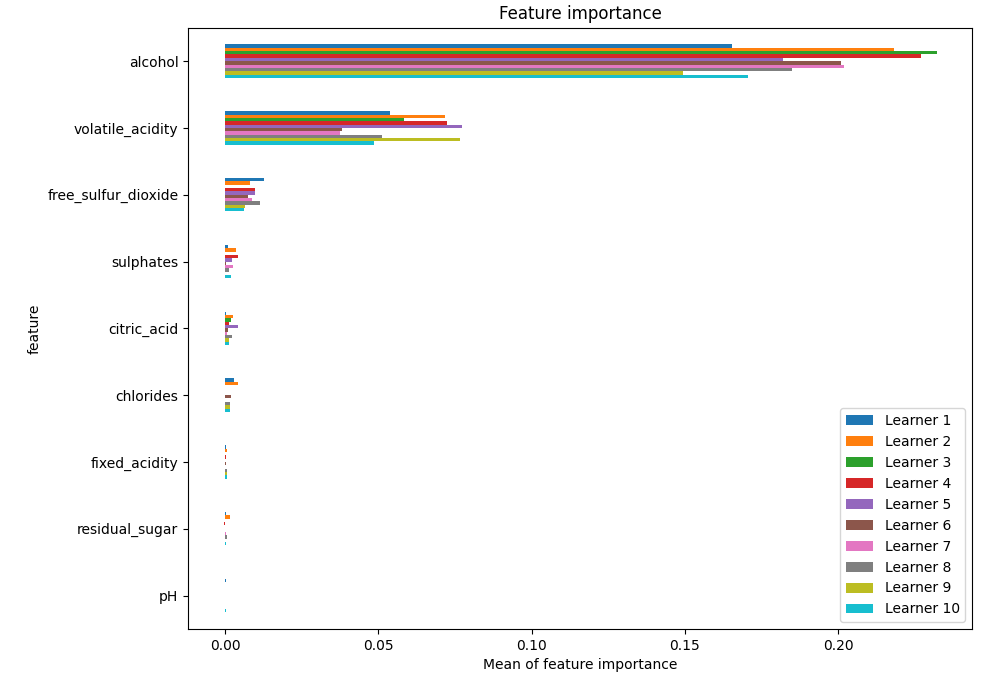 Feature importance
alcohol
volatile_acidity
free_sulfur_dioxide
sulphates
citric_acid
chlorides
fixed_acidity
residual_sugar
pH
feature
0.00 0.05 0.10 0.15 0.20
Mean of feature importance
Learner 1
Learner 2
Learner 3
Learner 4
Learner 5
Learner 6
Learner 7
Learner 8
Learner 9
Learner 10